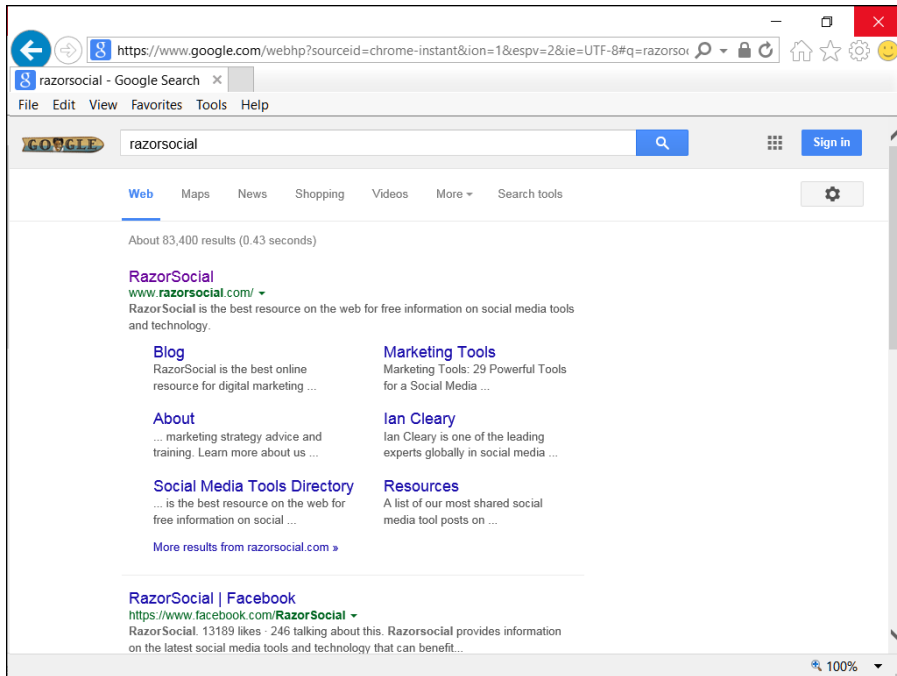 https://www.google.com/webhp?sourceid=chrome-instant&ion=1&espv=2&ie=UTF-8#q=razorso
razorsocial - Google Search
File Edit View Favorites Tools Help
GOOGLE razorsocial Sign in
Web Maps News Shopping Videos More Search tools
About 83,400 results (0.43 seconds)
RazorSocial
www.razorsocial.com/
RazorSocial is the best resource on the web for free information on social media tools
and technology.
Blog
RazorSocial is the best online
resource for digital marketing ...
Marketing Tools
Marketing Tools: 29 Powerful Tools
for a Social Media ...
About
... marketing strategy advice and
training. Learn more about us ...
Ian Cleary
Ian Cleary is one of the leading
experts globally in social media ...
Social Media Tools Directory
... is the best resource on the web for
free information on social ...
Resources
A list of our most shared social
media tool posts on ...
More results from razorsocial.com »
RazorSocial | Facebook
https://www.facebook.com/RazorSocial
RazorSocial. 13189 likes · 246 talking about this. Razorsocial provides information
on the latest social media tools and technology that can benefit...
100%